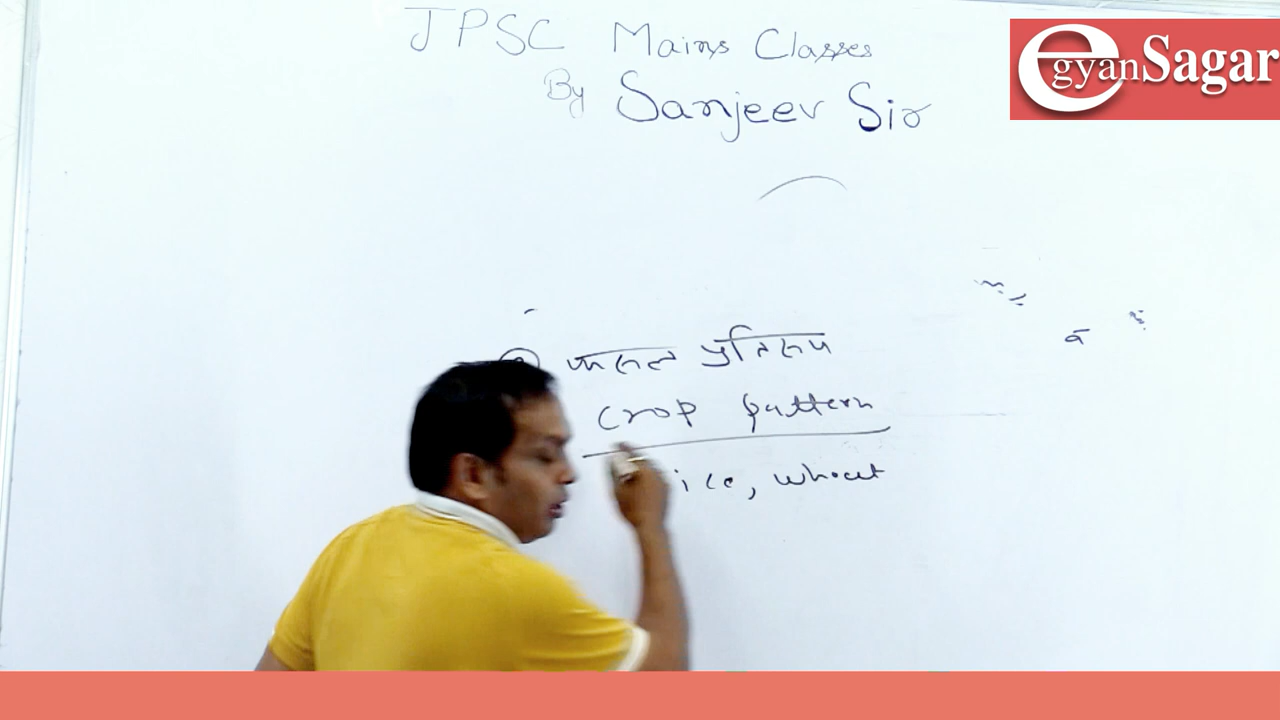 JPSC Mains Classes
By Sanjeev Sir
egyanSagar
फसल प्रतिरूप
crop pattern
ice, wheat